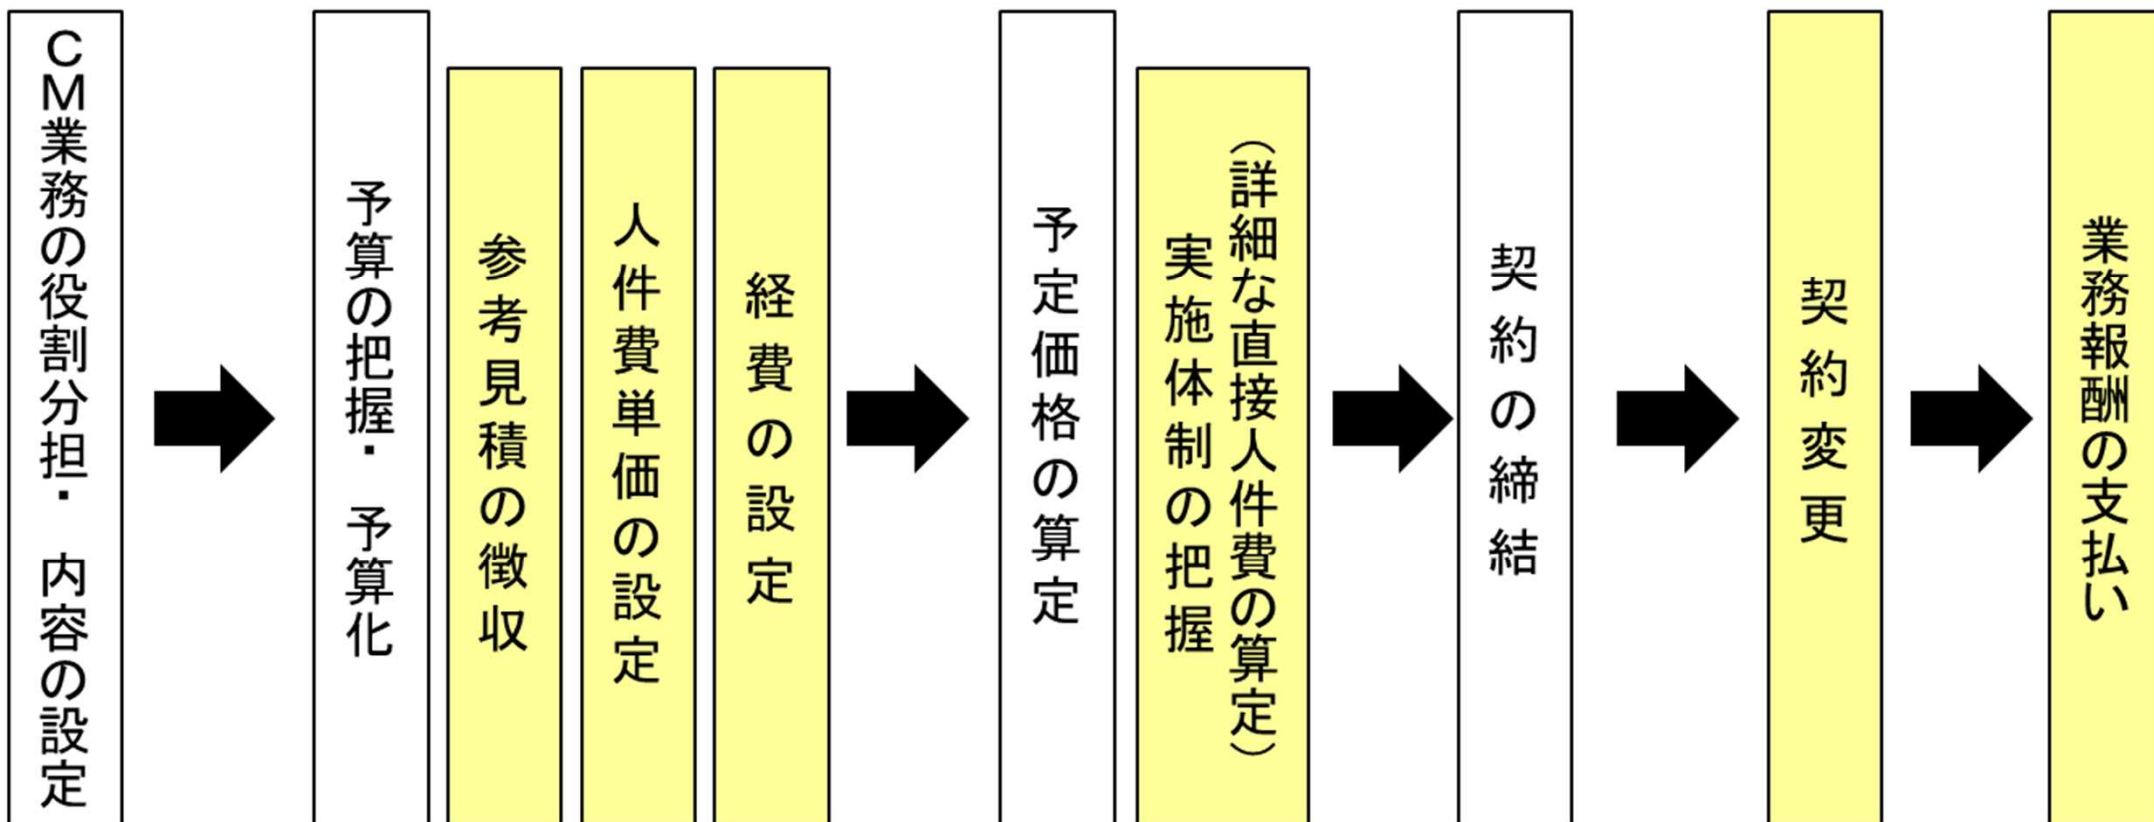 CM業務の役割分担・ 内容の設定
予算の把握・ 予算化
参考見積の徴収
人件費単価の設定
経費の設定
予定価格の算定
実施体制の把握
（詳細な直接人件費の算定）
契約の締結
契約変更
業務報酬の支払い